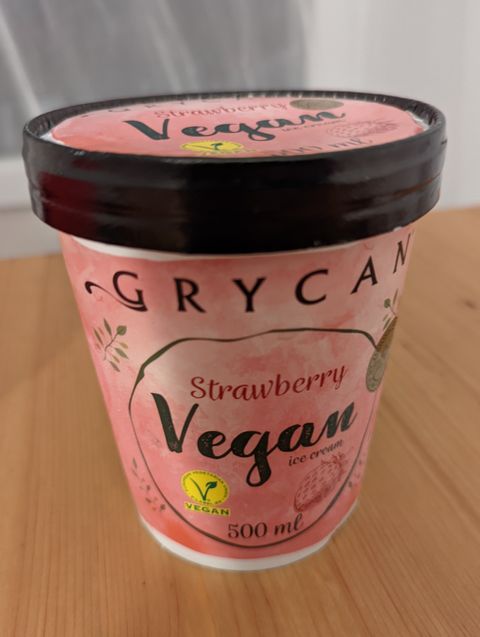 Strawberry
Vegan
ice cream
500 ml
GRYCAN
Strawberry
Vegan
ice cream
VEGAN
500 ml